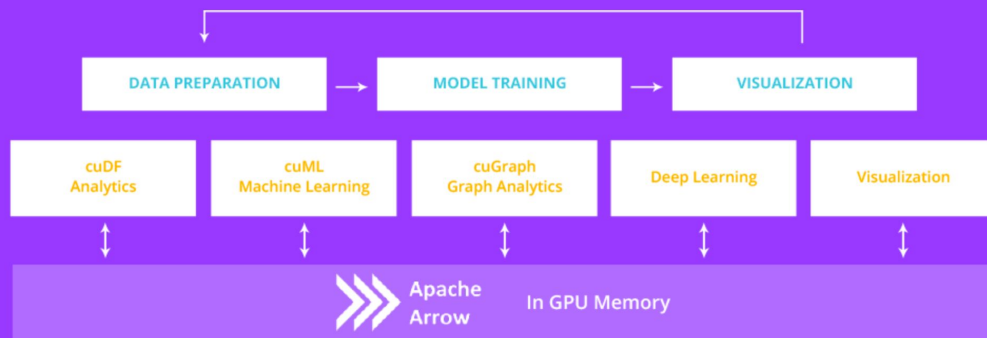 DATA PREPARATION
MODEL TRAINING
VISUALIZATION
cuDF
Analytics
cuML
Machine Learning
cuGraph
Graph Analytics
Deep Learning
Visualization
Apache
Arrow
In GPU Memory